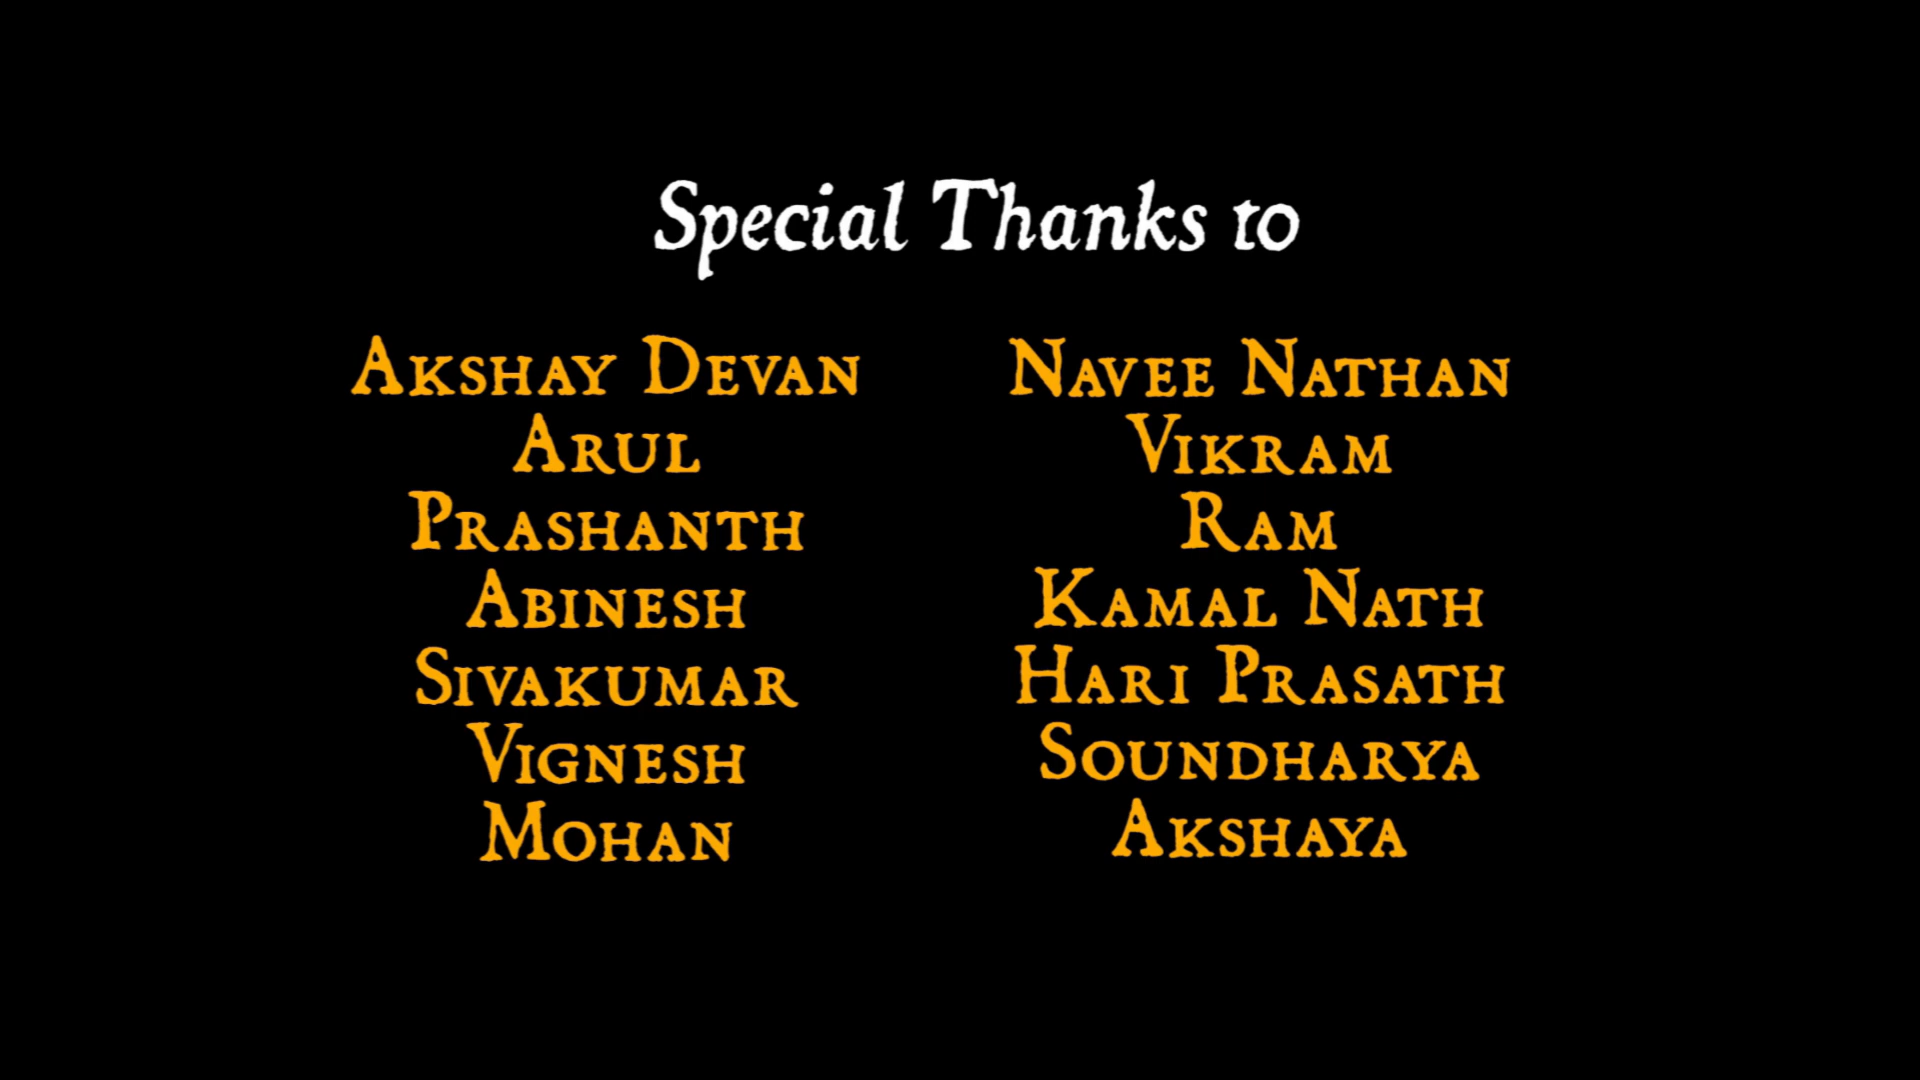 Special Thanks to
Akshay Devan
Arul
Prashanth
Abinesh
Sivakumar
Vignesh
Mohan
Navee Nathan
Vikram
Ram
Kamal Nath
Hari Prasath
Soundharya
Akshaya